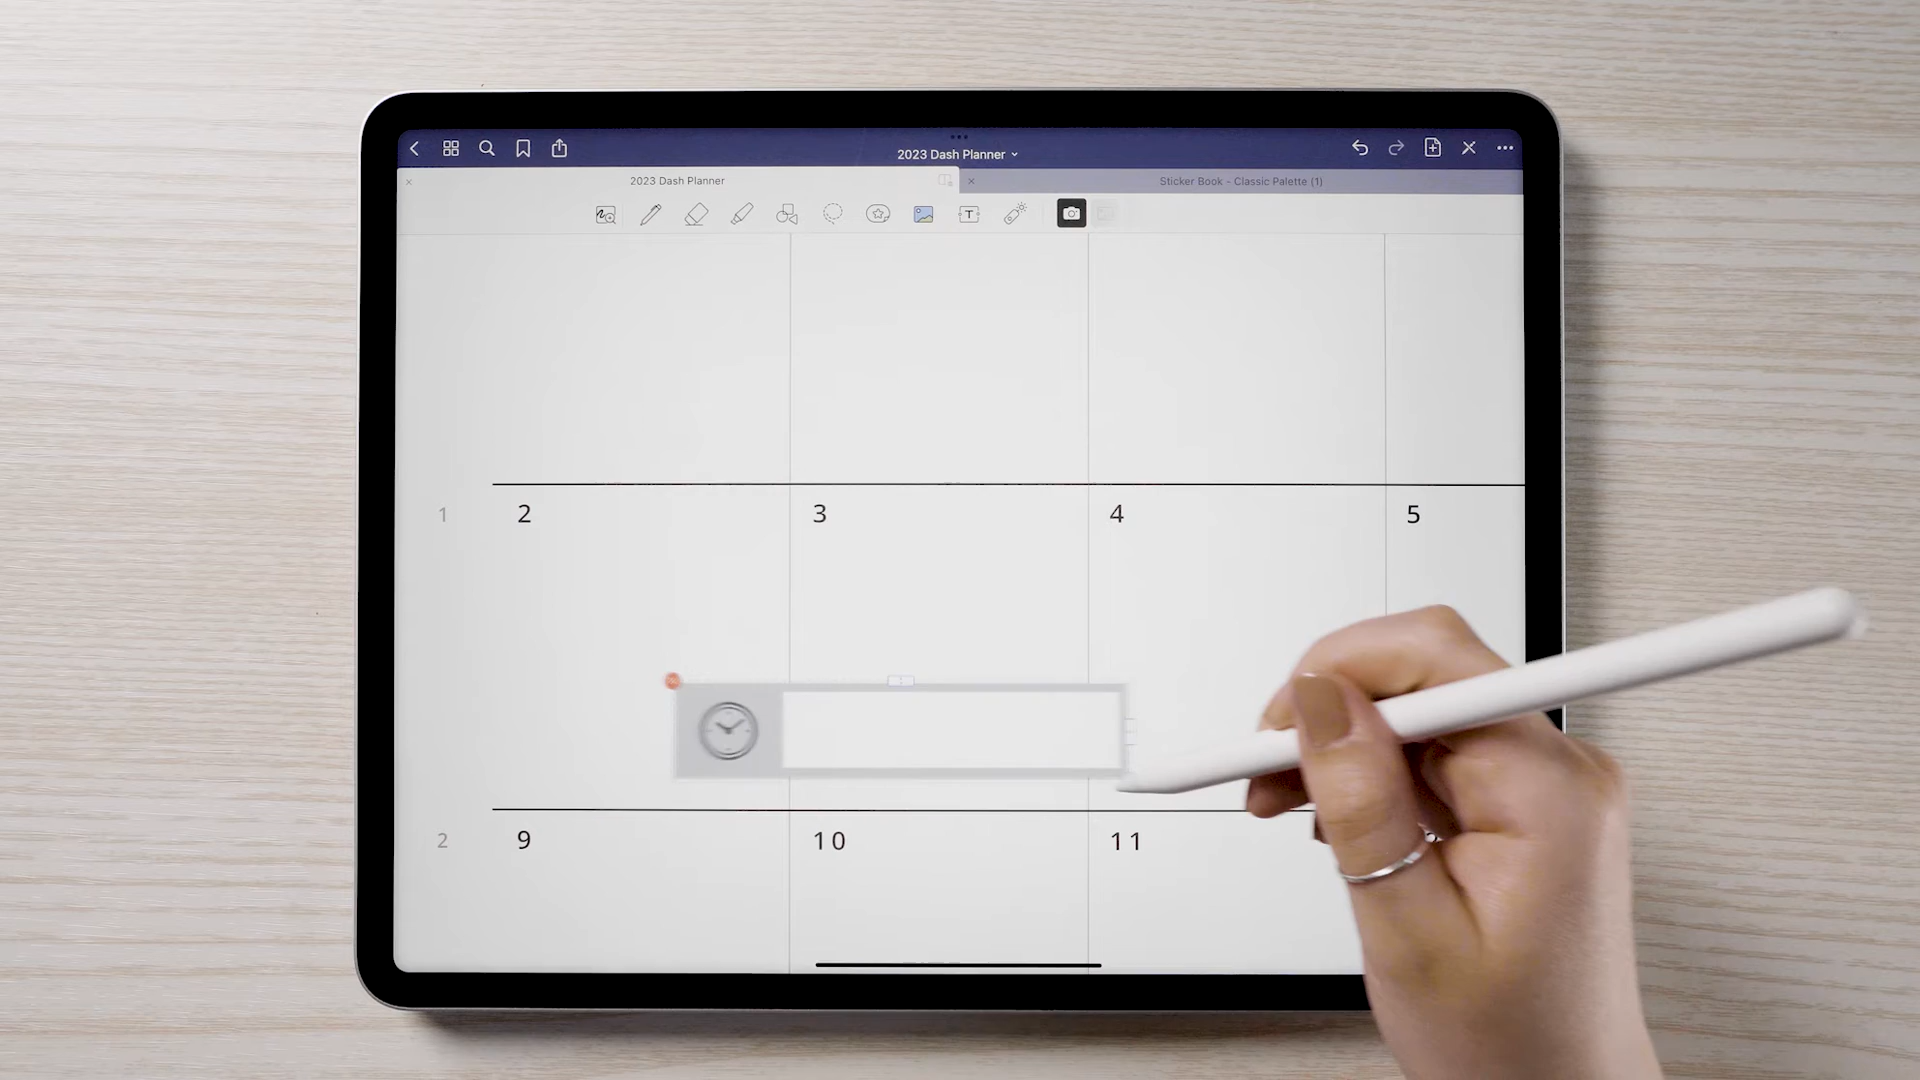 2023 Dash Planner
2023 Dash Planner
Sticker Book - Classic Palette (1)
T
1 2 3 4 5
2 9 10 11